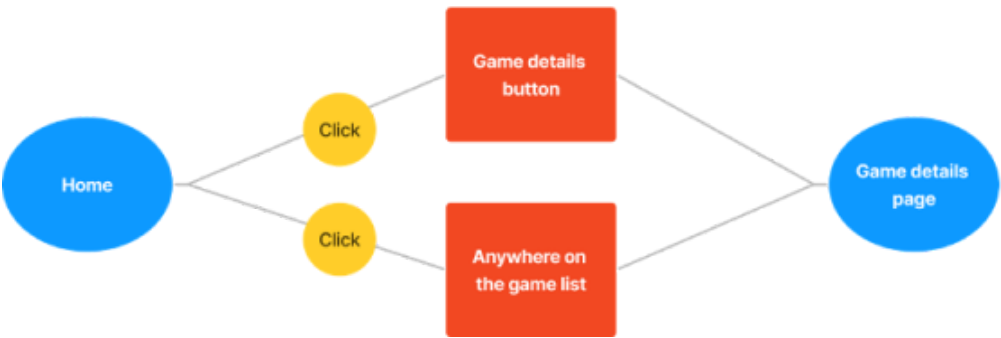 Home
Click
Click
Game details
button
Anywhere on
the game list
Game details
page